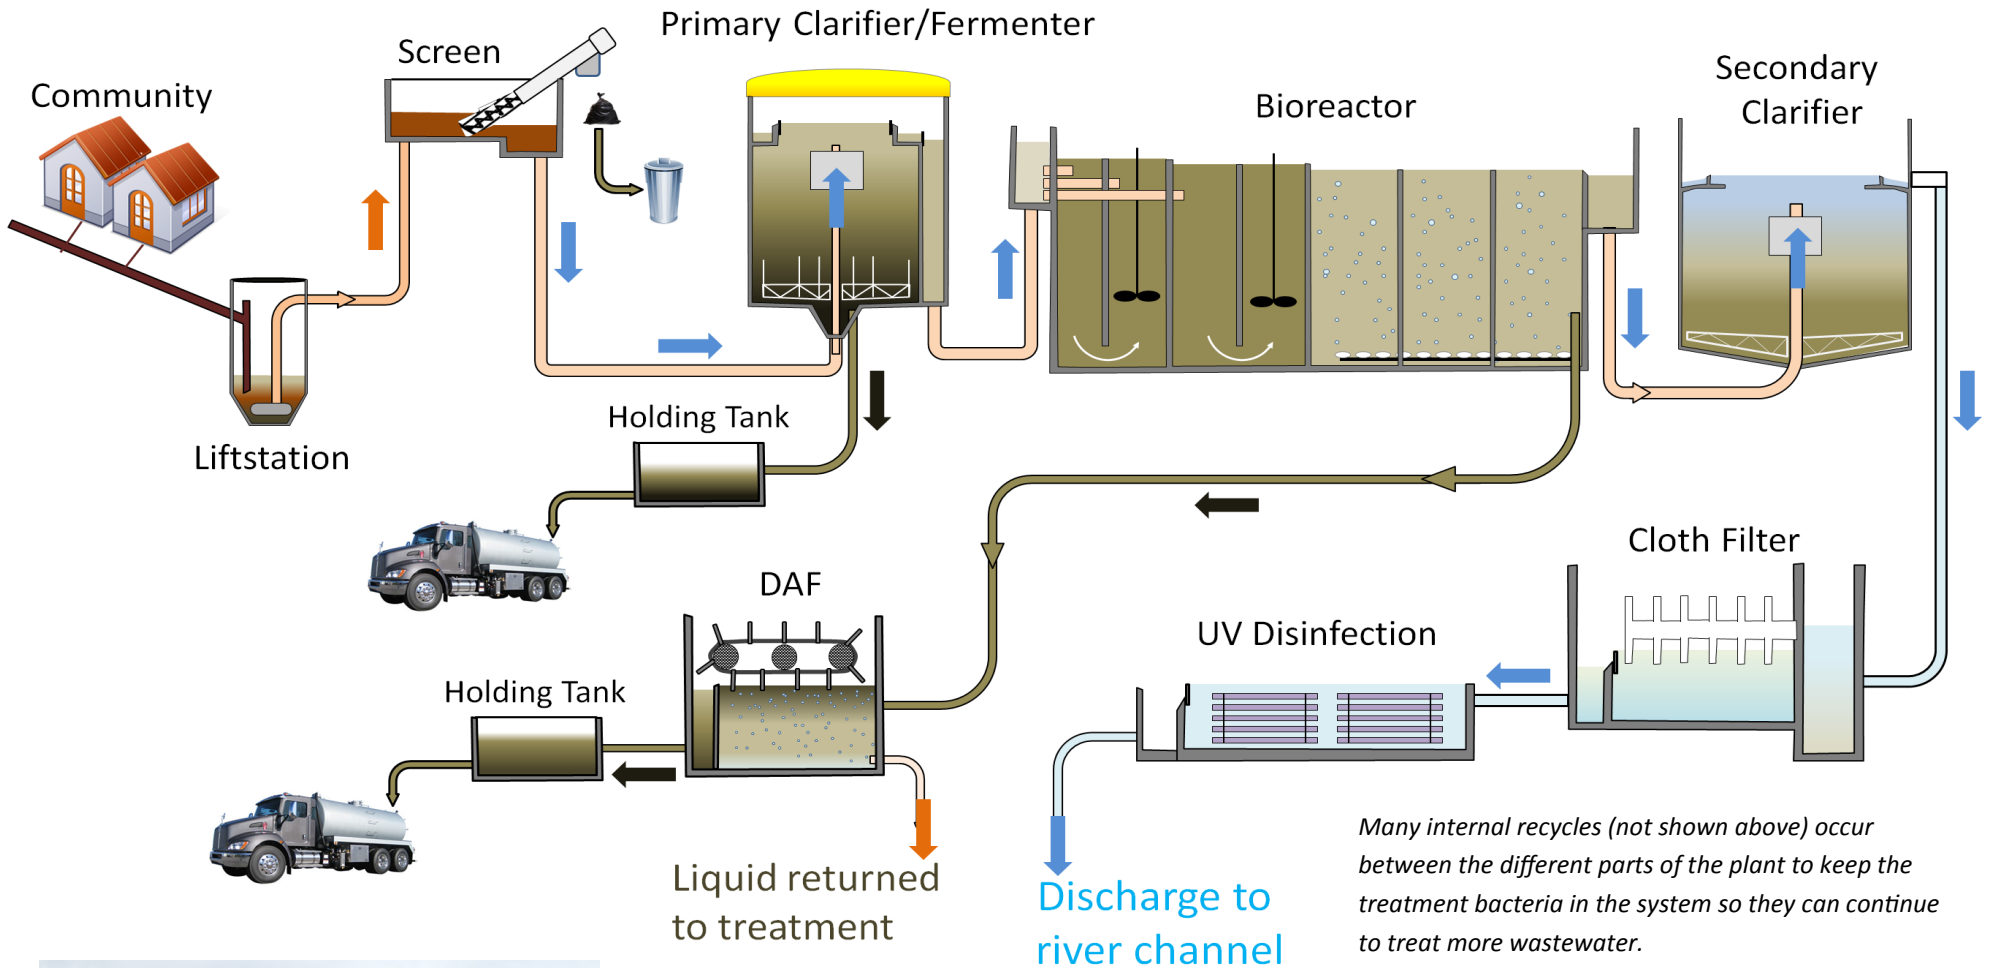 Primary Clarifier/Fermenter
Screen
Community
Secondary
Clarifier
Bioreactor
Holding Tank
Liftstation
Cloth Filter
DAF
UV Disinfection
Holding Tank
Liquid returned
to treatment
Discharge to
river channel
Many internal recycles (not shown above) occur
between the different parts of the plant to keep the
treatment bacteria in the system so they can continue
to treat more wastewater.